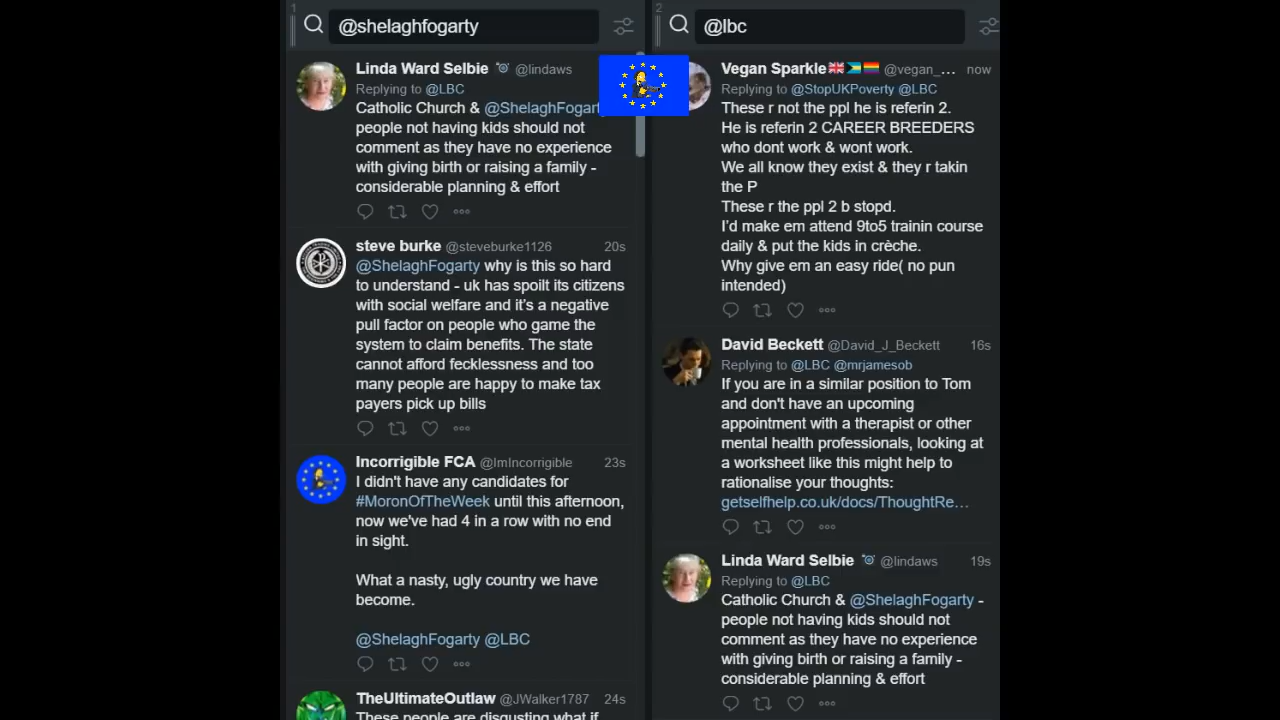 1
@shelaghfogarty
Linda Ward Selbie @lindaws
Replying to @LBC
Catholic Church & @ShelaghFogart
people not having kids should not
comment as they have no experience
with giving birth or raising a family -
considerable planning & effort
steve burke @steveburke1126 20s
@ShelaghFogarty why is this so hard
to understand - uk has spoilt its citizens
with social welfare and it's a negative
pull factor on people who game the
system to claim benefits. The state
cannot afford fecklessness and too
many people are happy to make tax
payers pick up bills
Incorrigible FCA @ImIncorrigible 23s
I didn't have any candidates for
#MoronOfTheWeek until this afternoon,
now we've had 4 in a row with no end
in sight.
What a nasty, ugly country we have
become.
@ShelaghFogarty @LBC
TheUltimateOutlaw @JWalker1787 24s
These people are disgusting what if
2
@lbc
Vegan Sparkle @vegan_... now
Replying to @StopUKPoverty @LBC
These r not the ppl he is referin 2.
He is referin 2 CAREER BREEDERS
who dont work & wont work.
We all know they exist & they r takin
the P
These r the ppl 2 b stopd.
I'd make em attend 9to5 trainin course
daily & put the kids in crèche.
Why give em an easy ride( no pun
intended)
David Beckett @David_J_Beckett 16s
Replying to @LBC @mrjamesob
If you are in a similar position to Tom
and don't have an upcoming
appointment with a therapist or other
mental health professionals, looking at
a worksheet like this might help to
rationalise your thoughts:
getselfhelp.co.uk/docs/ThoughtRe...
Linda Ward Selbie @lindaws 19s
Replying to @LBC
Catholic Church & @ShelaghFogarty -
people not having kids should not
comment as they have no experience
with giving birth or raising a family -
considerable planning & effort